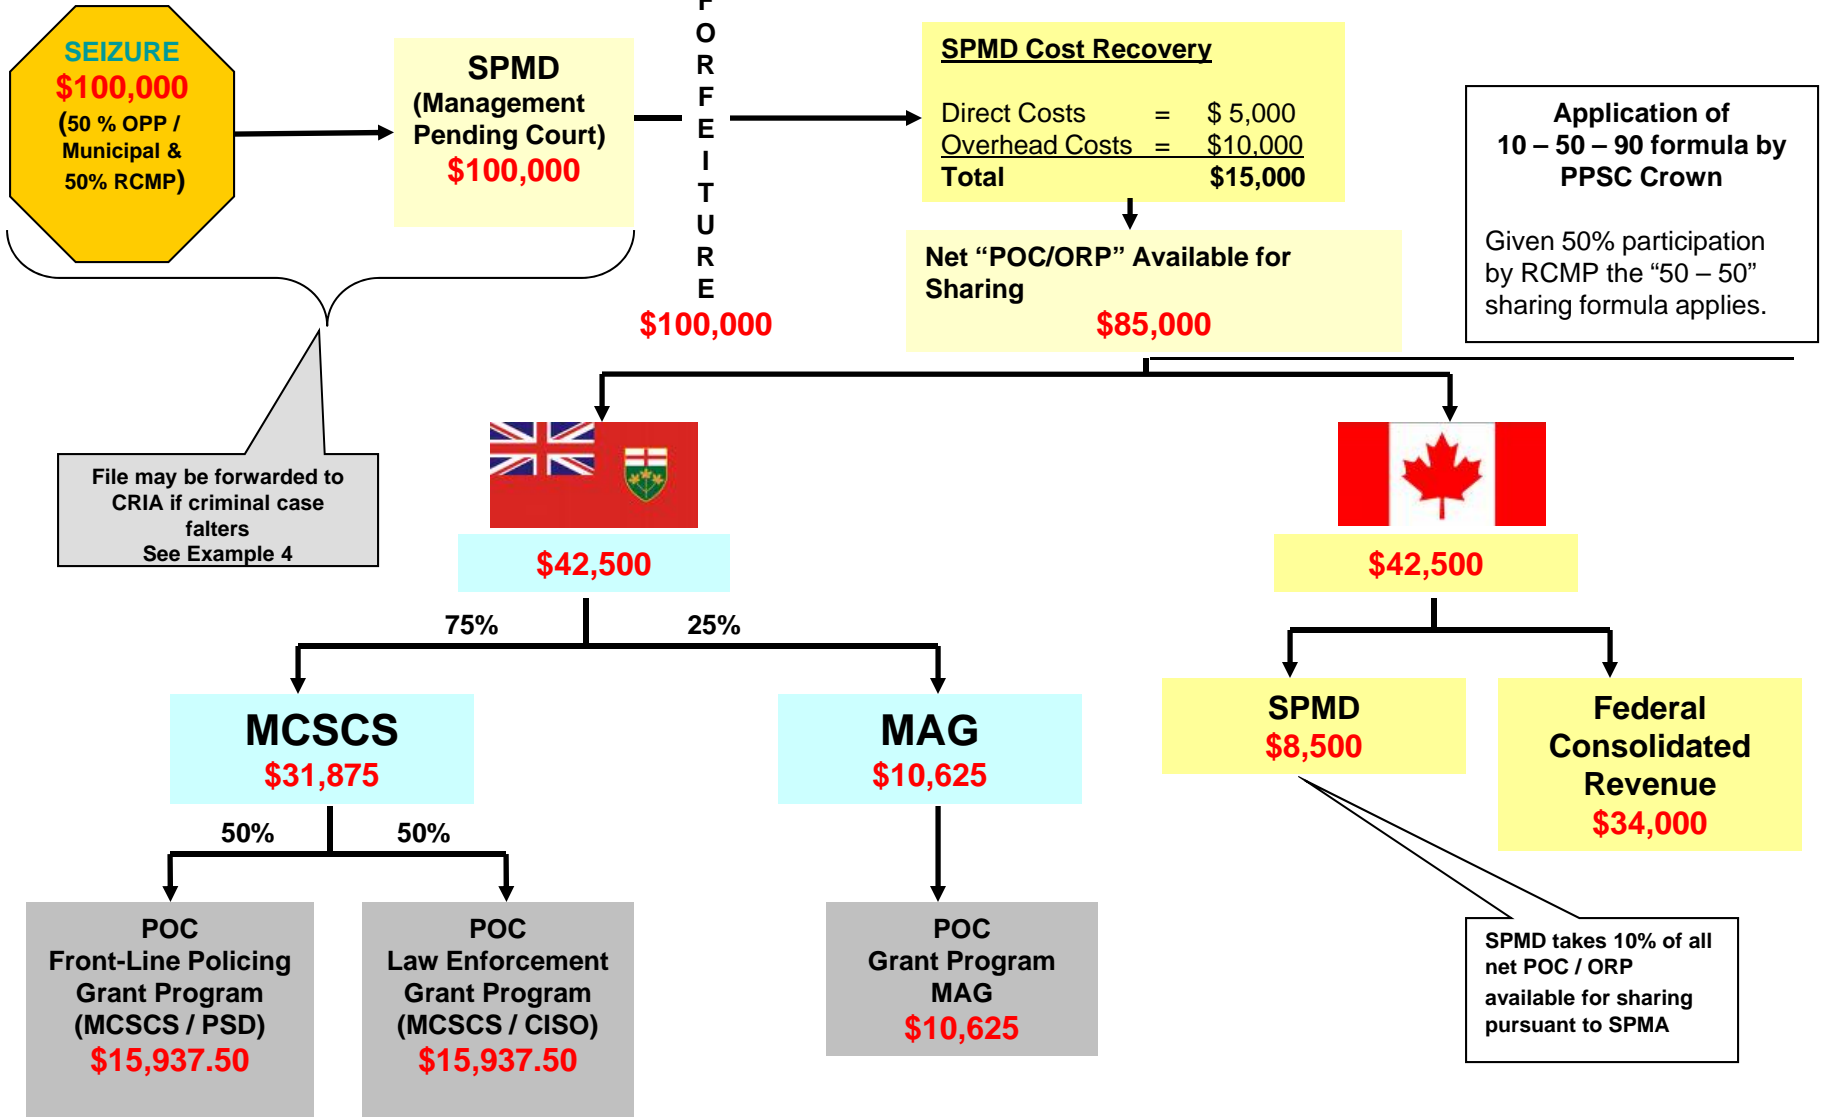 SEIZURE
$100,000
(50 % OPP /
Municipal &
50% RCMP)
SPMD
(Management
Pending Court)
$100,000
F
O
R
F
E
I
T
U
R
E
$100,000
SPMD Cost Recovery
Direct Costs = $ 5,000
Overhead Costs = $10,000
Total $15,000
Net “POC/ORP” Available for
Sharing
$85,000
Application of
10 – 50 – 90 formula by
PPSC Crown
Given 50% participation
by RCMP the “50 – 50”
sharing formula applies.
File may be forwarded to
CRIA if criminal case
falters
See Example 4
$42,500
$42,500
75% 25%
MCSCS
$31,875
MAG
$10,625
SPMD
$8,500
Federal
Consolidated
Revenue
$34,000
50% 50%
POC
Front-Line Policing
Grant Program
(MCSCS / PSD)
$15,937.50
POC
Law Enforcement
Grant Program
(MCSCS / CISO)
$15,937.50
POC
Grant Program
MAG
$10,625
SPMD takes 10% of all
net POC / ORP
available for sharing
pursuant to SPMA